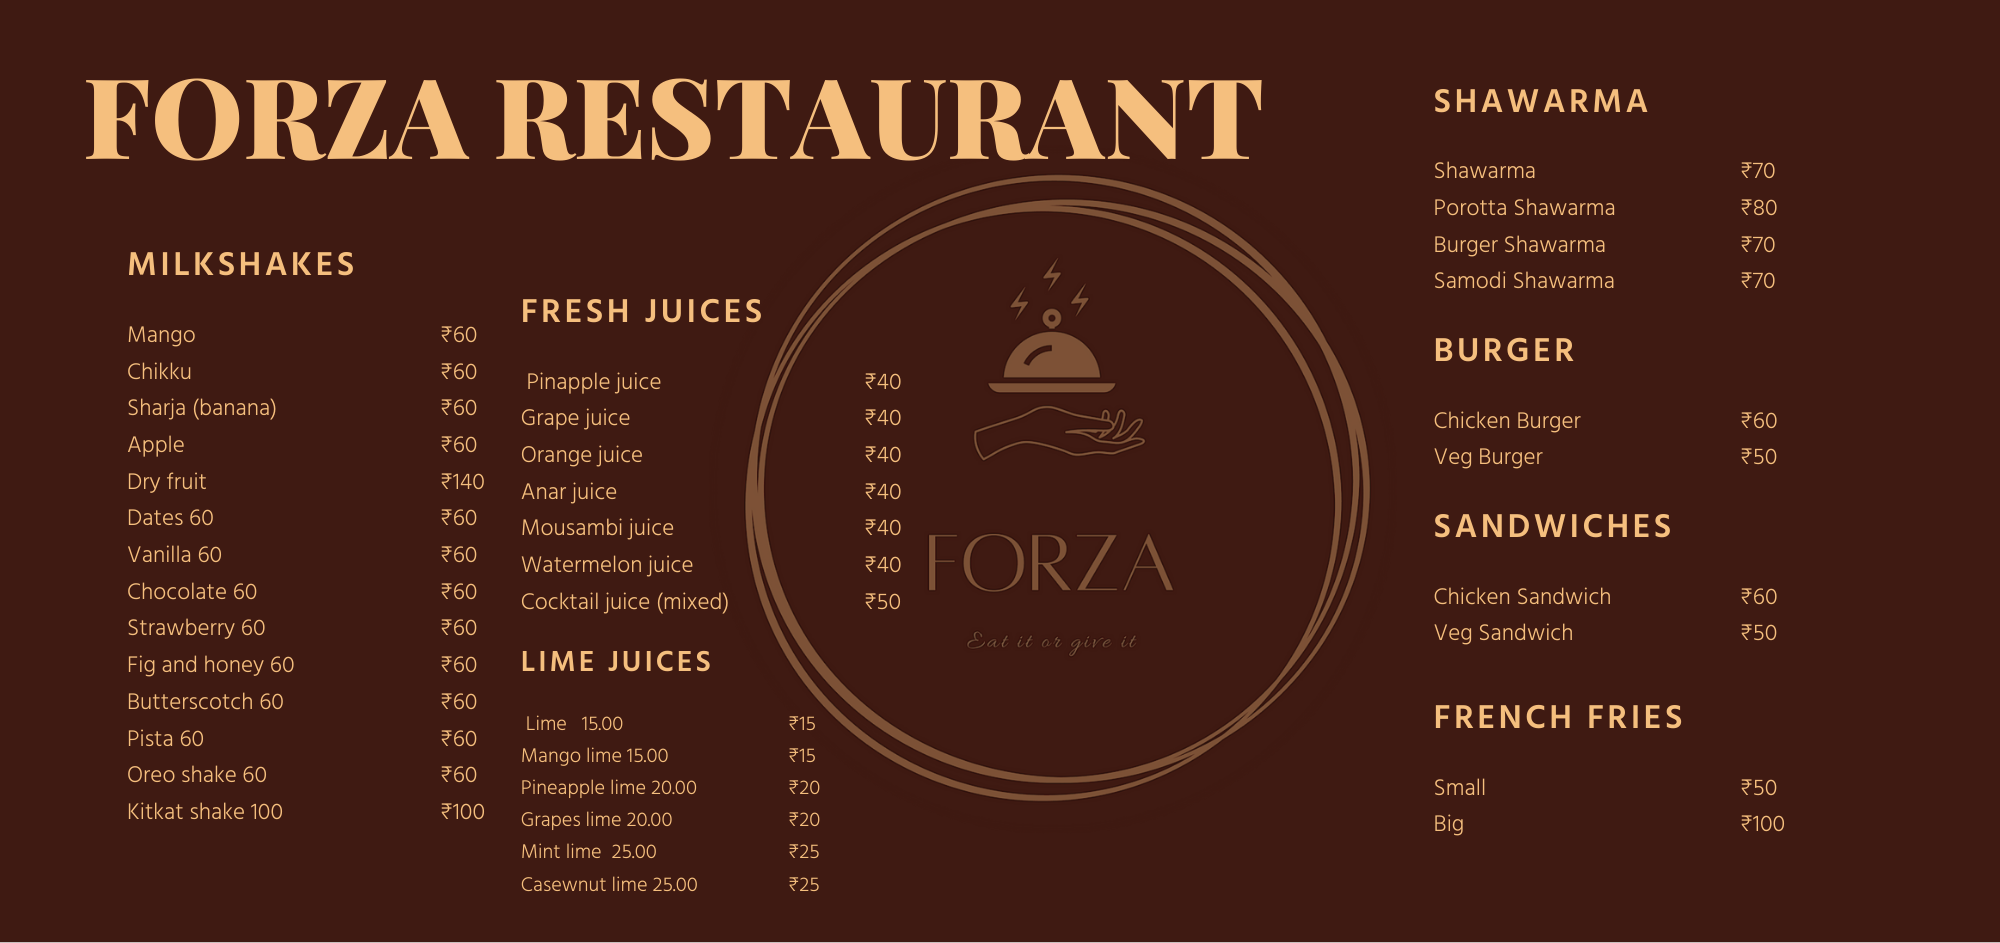 FORZA RESTAURANT
MILKSHAKES
Mango ₹60
Chikku ₹60
Sharja (banana) ₹60
Apple ₹60
Dry fruit ₹140
Dates 60 ₹60
Vanilla 60 ₹60
Chocolate 60 ₹60
Strawberry 60 ₹60
Fig and honey 60 ₹60
Butterscotch 60 ₹60
Pista 60 ₹60
Oreo shake 60 ₹60
Kitkat shake 100 ₹100
FRESH JUICES
Pinapple juice ₹40
Grape juice ₹40
Orange juice ₹40
Anar juice ₹40
Mousambi juice ₹40
Watermelon juice ₹40
Cocktail juice (mixed) ₹50
LIME JUICES
Lime 15.00 ₹15
Mango lime 15.00 ₹15
Pineapple lime 20.00 ₹20
Grapes lime 20.00 ₹20
Mint lime 25.00 ₹25
Casewnut lime 25.00 ₹25
FORZA
Eat it or give it
SHAWARMA
Shawarma ₹70
Porotta Shawarma ₹80
Burger Shawarma ₹70
Samodi Shawarma ₹70
BURGER
Chicken Burger ₹60
Veg Burger ₹50
SANDWICHES
Chicken Sandwich ₹60
Veg Sandwich ₹50
FRENCH FRIES
Small ₹50
Big ₹100